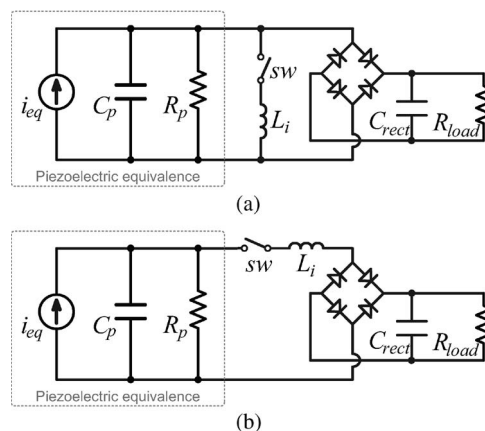 i_eq
C_p
R_p
sw
L_i
C_rect
R_load
Piezoelectric equivalence
(a)
i_eq
C_p
R_p
sw
L_i
C_rect
R_load
Piezoelectric equivalence
(b)